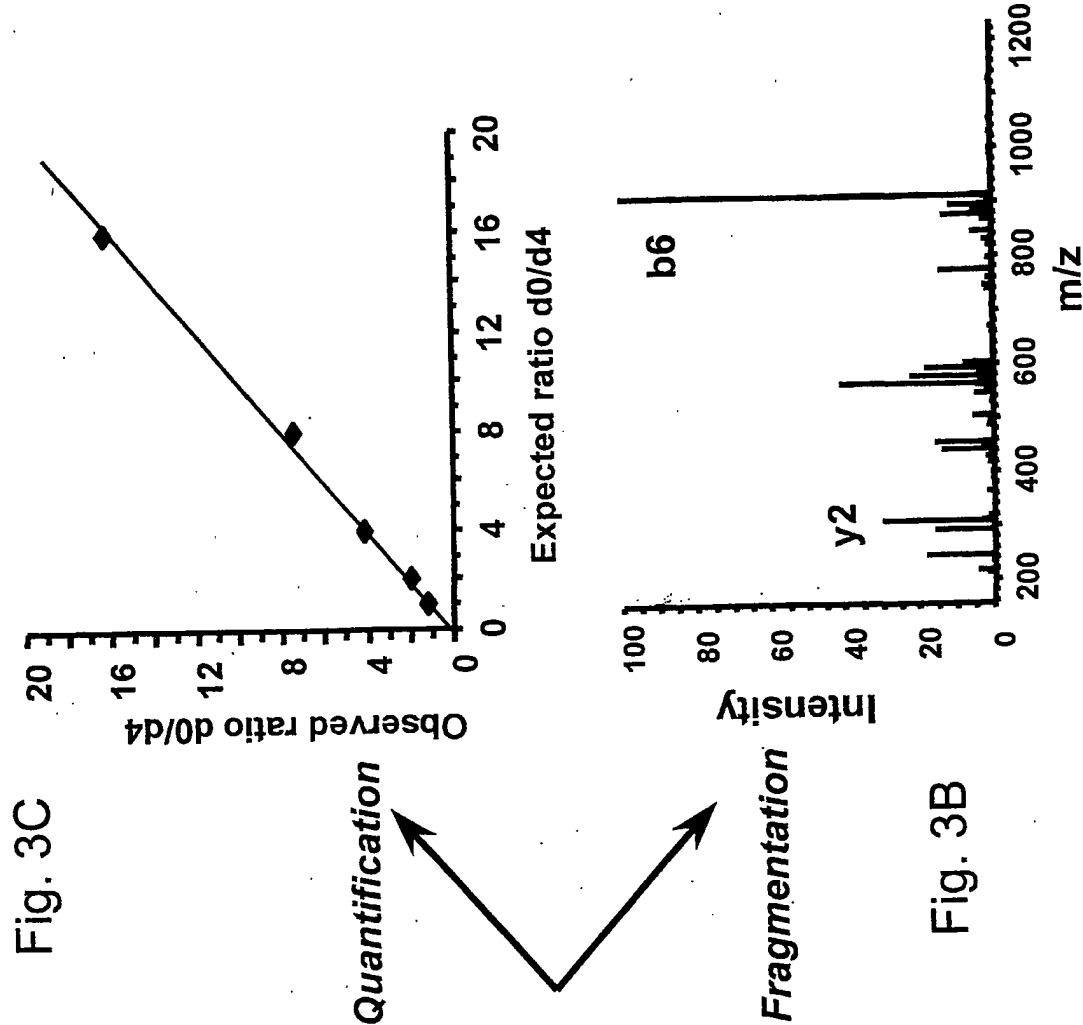 Fig. 3C
Quantification
Observed ratio d0/d4
20
16
12
8
4
0
0
4
8
12
16
20
Expected ratio d0/d4
Fragmentation
Fig. 3B
Intensity
100
80
60
40
20
0
y2
b6
200
400
600
800
1000
1200
m/z